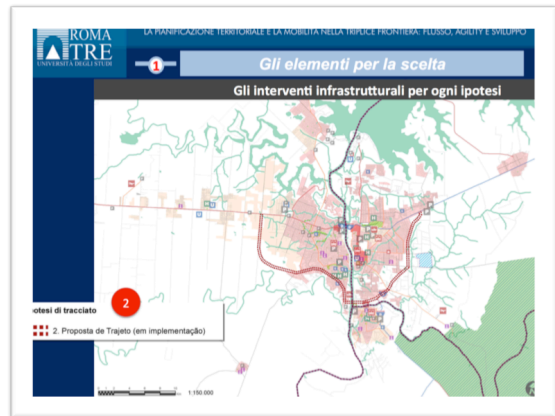 ROMA
TRE
UNIVERSITÀ DEGLI STUDI
LA PIANIFICAZIONE TERRITORIALE E LA MOBILITÀ NELLA TRIPLICE FRONTIERA: FLUSSO, AGILITY E SVILUPPO
1
Gli elementi per la scelta
Gli interventi infrastrutturali per ogni ipotesi
2
potesi di tracciato
2. Proposta de Trajeto (em implementação)
1:150.000